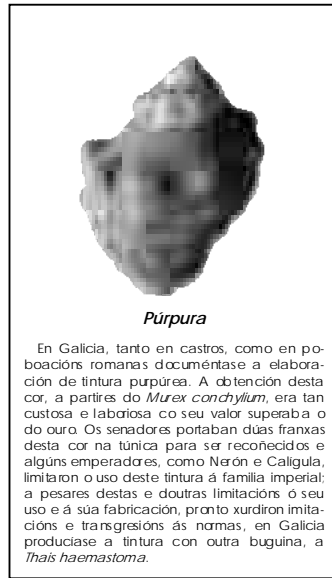 Púrpura
En Galicia, tanto en castros, como en po-
boacións romanas documéntase a elabora-
ción de tintura purpúrea. A obtención desta
cor, a partires do Murex conchylium, era tan
custosa e laboriosa co seu valor superaba o
do ouro. Os senadores portaban dúas franxas
desta cor na túnica para ser recoñecidos e
algúns emperadores, como Nerón e Calígula,
limitaron o uso deste tintura á familia imperial;
a pesares destas e doutras limitacións ó seu
uso e á súa fabricación, pronto xurdiron imita-
cións e transgresións ás normas, en Galicia
producíase a tintura con outra buguina, a
Thais haemastoma.